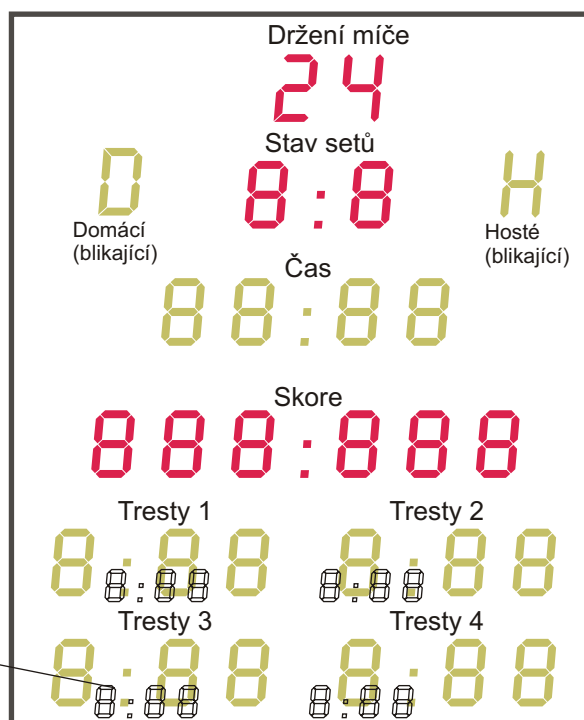 Držení míče
24
Stav setů
D 8:8 H
Domácí
(blikající)
Hosté
(blikající)
Čas
88:88
Skore
888:888
Tresty 1 Tresty 2
8:88 8:88
8:88 8:88
Tresty 3 Tresty 4
8:88 8:88
8:88 8:88